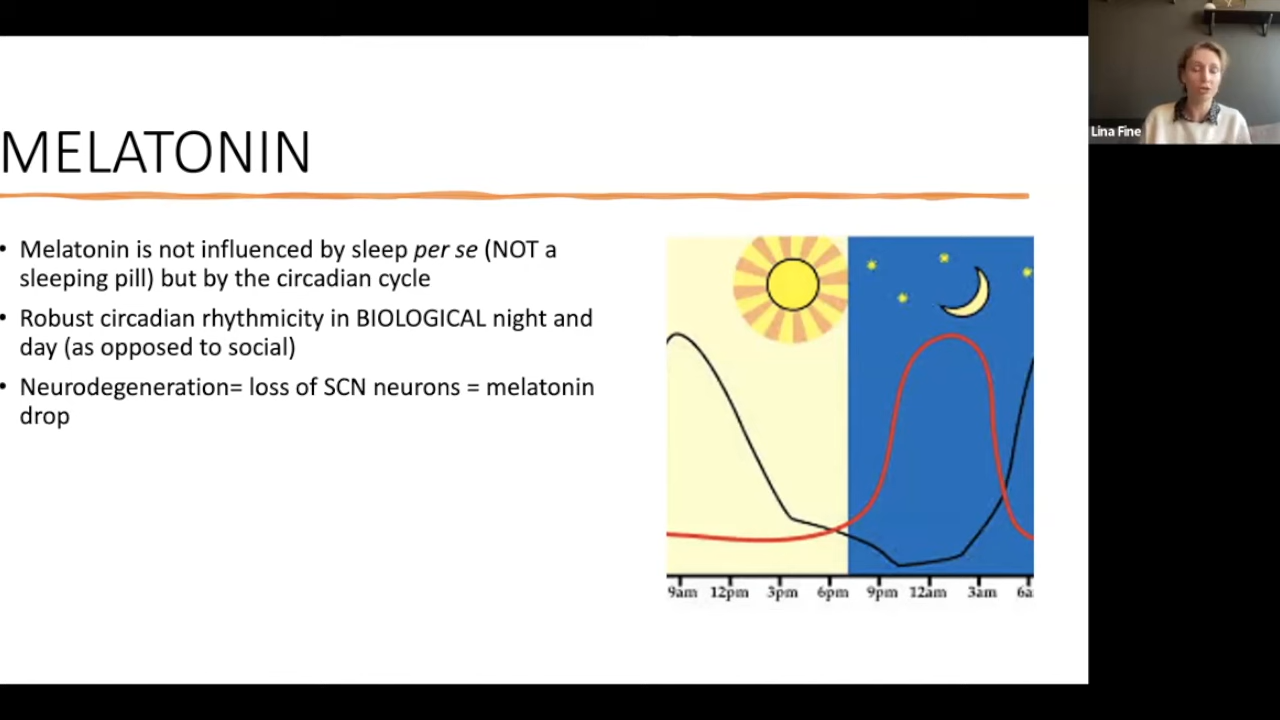 Lina Fine
MELATONIN
• Melatonin is not influenced by sleep per se (NOT a
sleeping pill) but by the circadian cycle
• Robust circadian rhythmicity in BIOLOGICAL night and
day (as opposed to social)
• Neurodegeneration= loss of SCN neurons = melatonin
drop
9am 12pm 3pm 6pm 9pm 12am 3am 6a